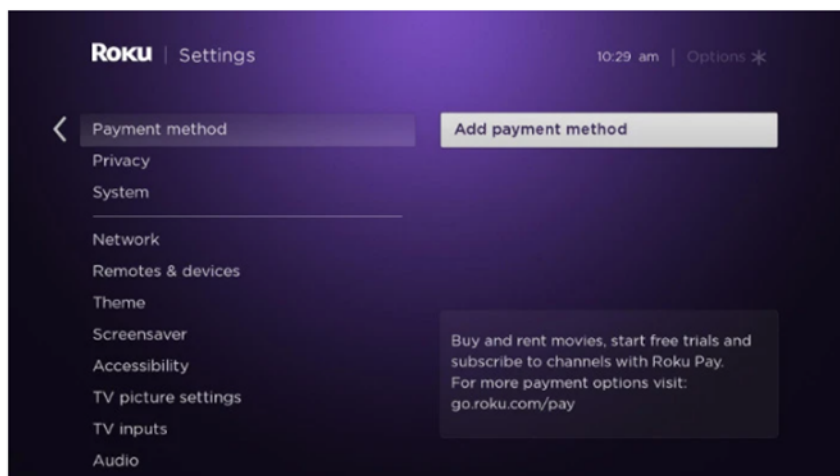 Roku | Settings
10:29 am | Options
Payment method
Privacy
System
Network
Remotes & devices
Theme
Screensaver
Accessibility
TV picture settings
TV inputs
Audio
Add payment method
Buy and rent movies, start free trials and
subscribe to channels with Roku Pay.
For more payment options visit:
go.roku.com/pay